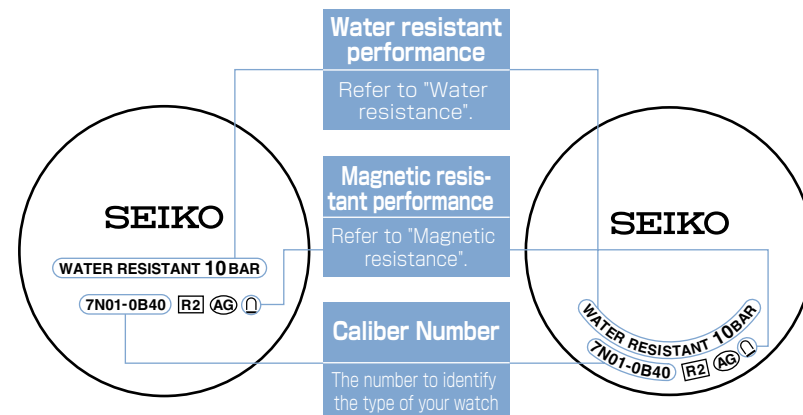 Water resistant
performance
Refer to "Water
resistance".
Magnetic resis-
tant performance
Refer to "Magnetic
resistance".
Caliber Number
The number to identify
the type of your watch
SEIKO
WATER RESISTANT 10 BAR
7N01-0B40 R2 AG
SEIKO
WATER RESISTANT 10 BAR
7N01-0B40 R2 AG